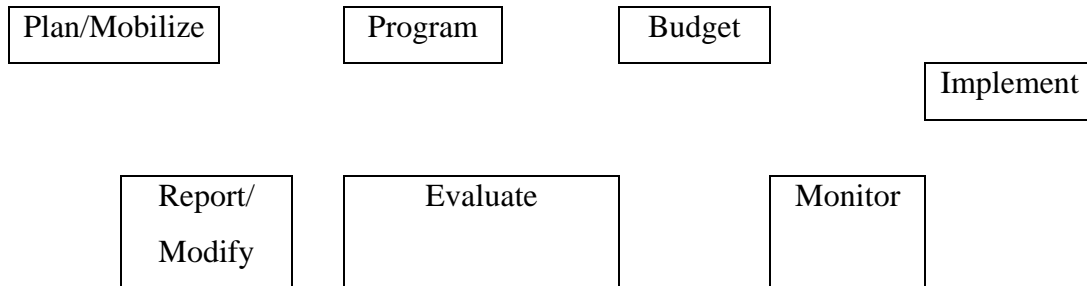 Plan/Mobilize
Program
Budget
Implement
Report/
Modify
Evaluate
Monitor